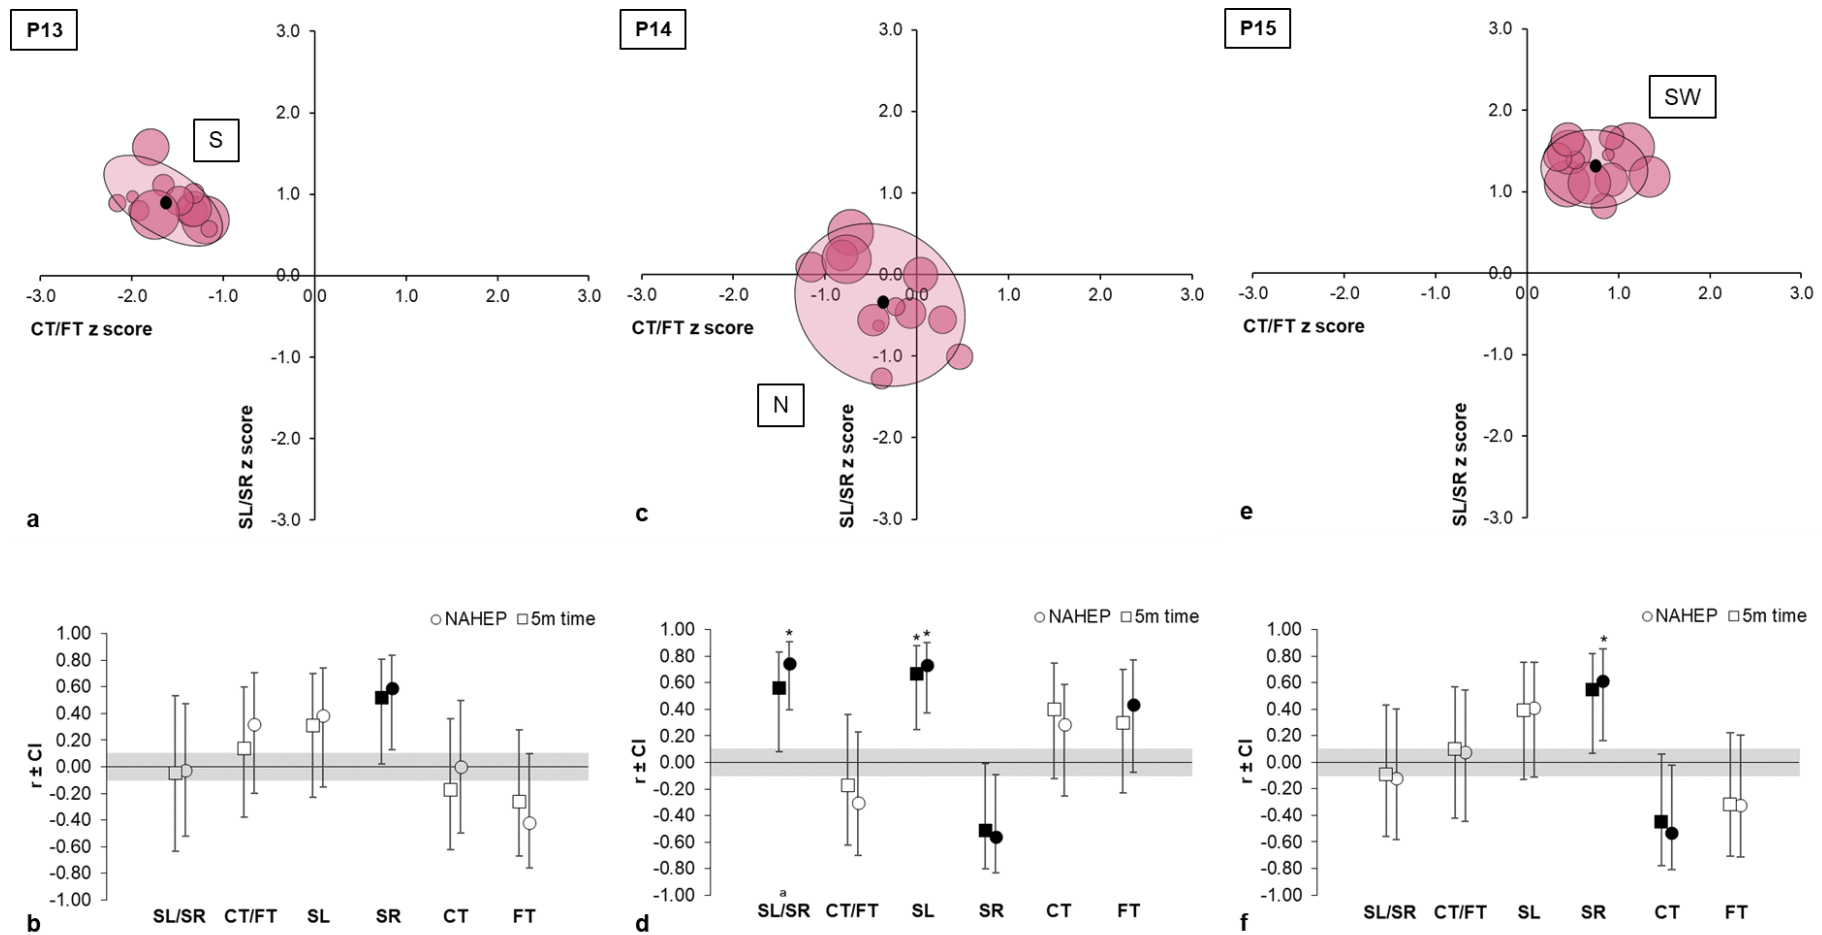 P13
3.0
2.0
1.0
0.0
-1.0
-2.0
-3.0
-3.0 -2.0 -1.0 0.0 1.0 2.0 3.0
S
CT/FT z score
SL/SR z score
a
P14
3.0
2.0
1.0
0.0
-1.0
-2.0
-3.0
-3.0 -2.0 -1.0 0.0 1.0 2.0 3.0
N
CT/FT z score
SL/SR z score
c
P15
3.0
2.0
1.0
0.0
-1.0
-2.0
-3.0
-3.0 -2.0 -1.0 0.0 1.0 2.0 3.0
SW
CT/FT z score
SL/SR z score
e
NAHEP 5m time
1.00
0.80
0.60
0.40
0.20
0.00
-0.20
-0.40
-0.60
-0.80
-1.00
r ± CI
SL/SR CT/FT SL SR CT FT
b
NAHEP 5m time
1.00
0.80
0.60
0.40
0.20
0.00
-0.20
-0.40
-0.60
-0.80
-1.00
r ± CI
* * *
a
SL/SR CT/FT SL SR CT FT
d
NAHEP 5m time
1.00
0.80
0.60
0.40
0.20
0.00
-0.20
-0.40
-0.60
-0.80
-1.00
r ± CI
*
SL/SR CT/FT SL SR CT FT
f